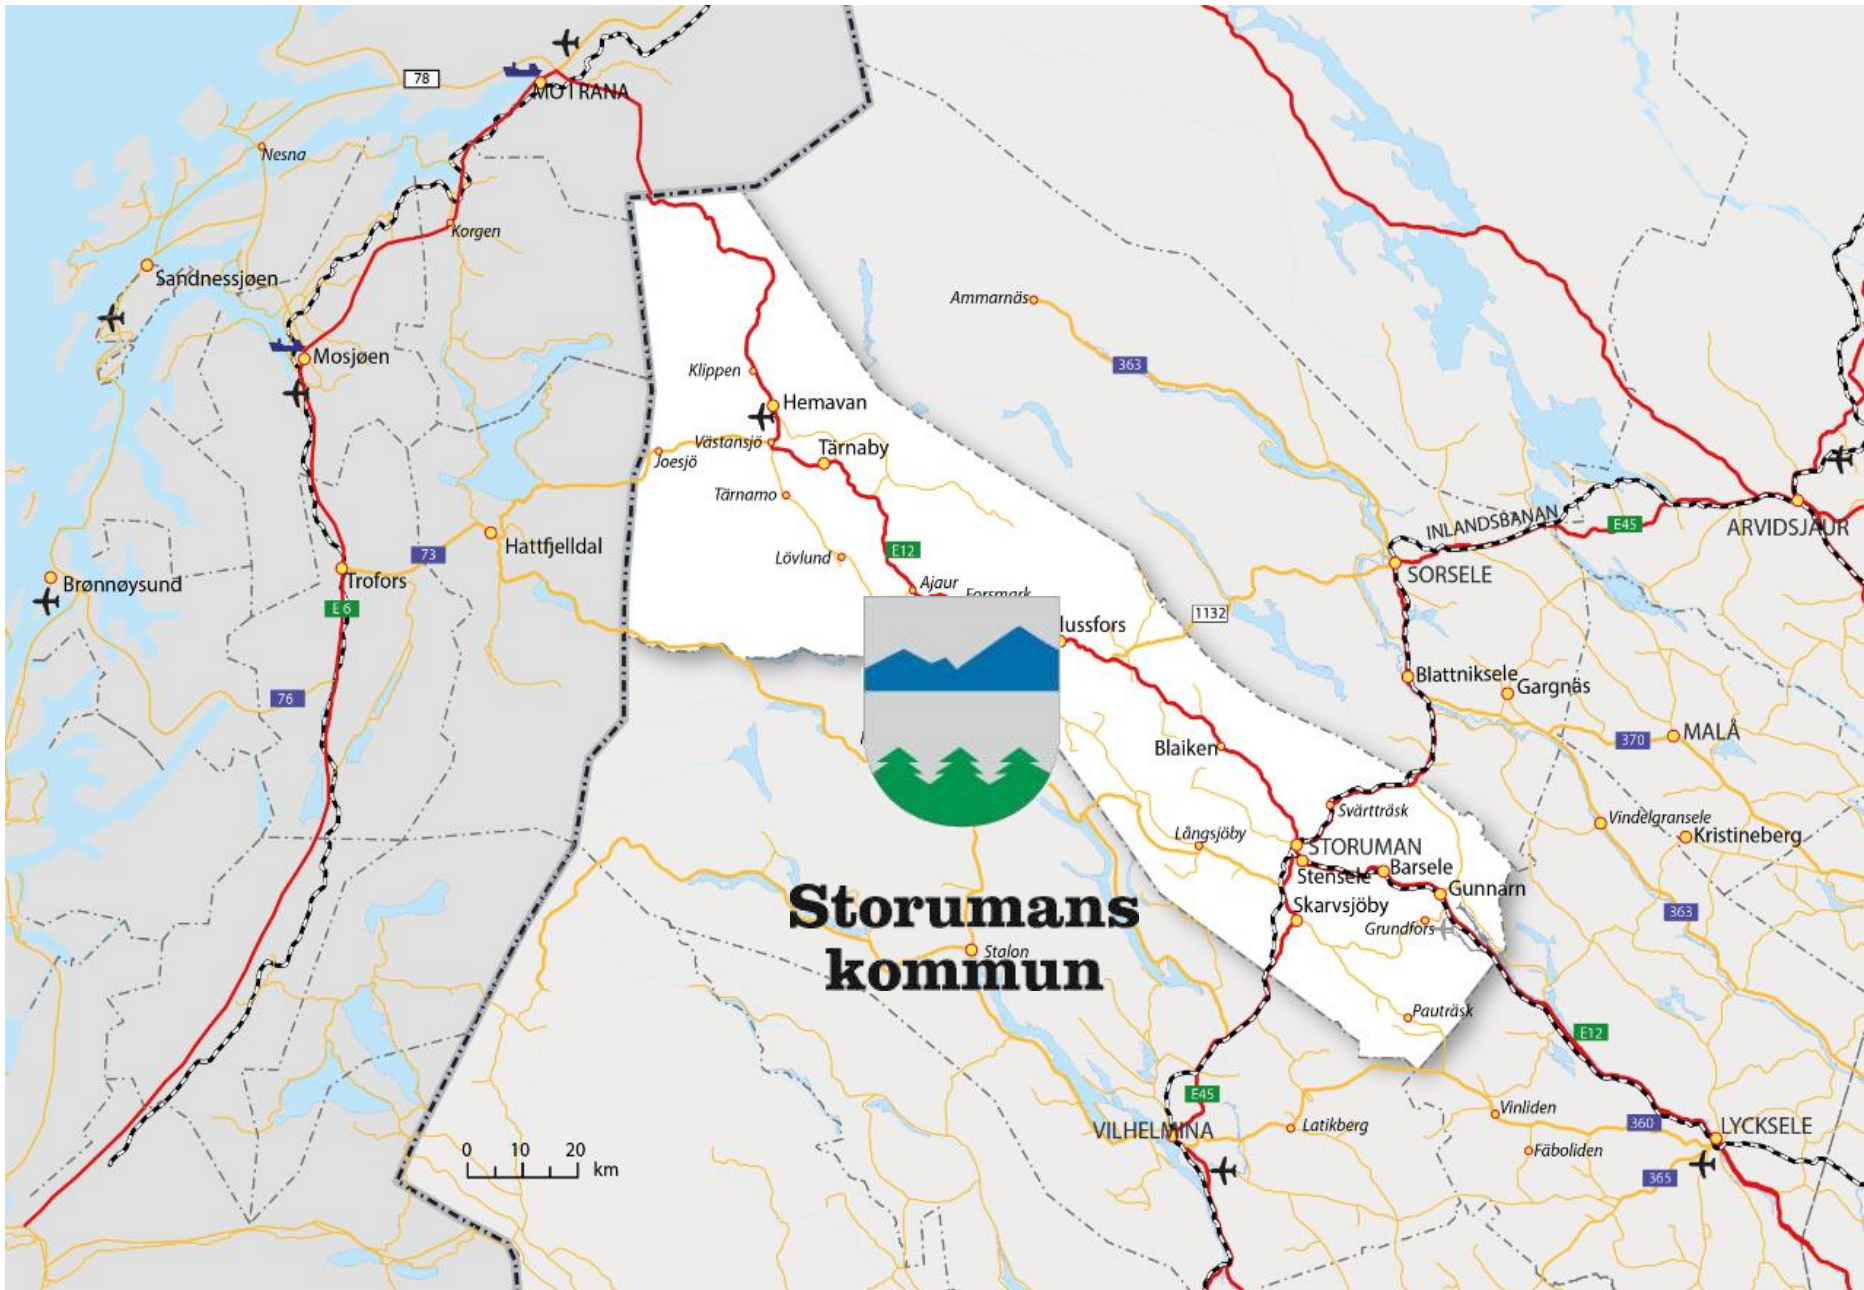 78
MO I RANA
Nesna
Korgen
Sandnessjøen
Ammarnäs
Mosjøen
363
Klippen
Hemavan
Västansjö
Tärnaby
Joesjö
Tärnamo
INLANDSBANAN
E45
ARVIDSJAUR
Hattfjelldal
73
E12
Lövlund
SORSELE
Trofors
Brønnøysund
Ajaur
Forsmark
E6
1132
lussfors
Blattniksele
Gargnäs
76
MALÅ
370
Blaiken
Svärtträsk
Vindelgransele
Kristineberg
Långsjöby
STORUMAN
Barsele
Stensele
Gunnarn
Storumans
Skarvsjöby
363
Grundfors
Stalon
kommun
Pauträsk
E12
E45
Vinliden
360
LYCKSELE
VILHELMINA
Latikberg
0 10 20
km
Fäboliden
365